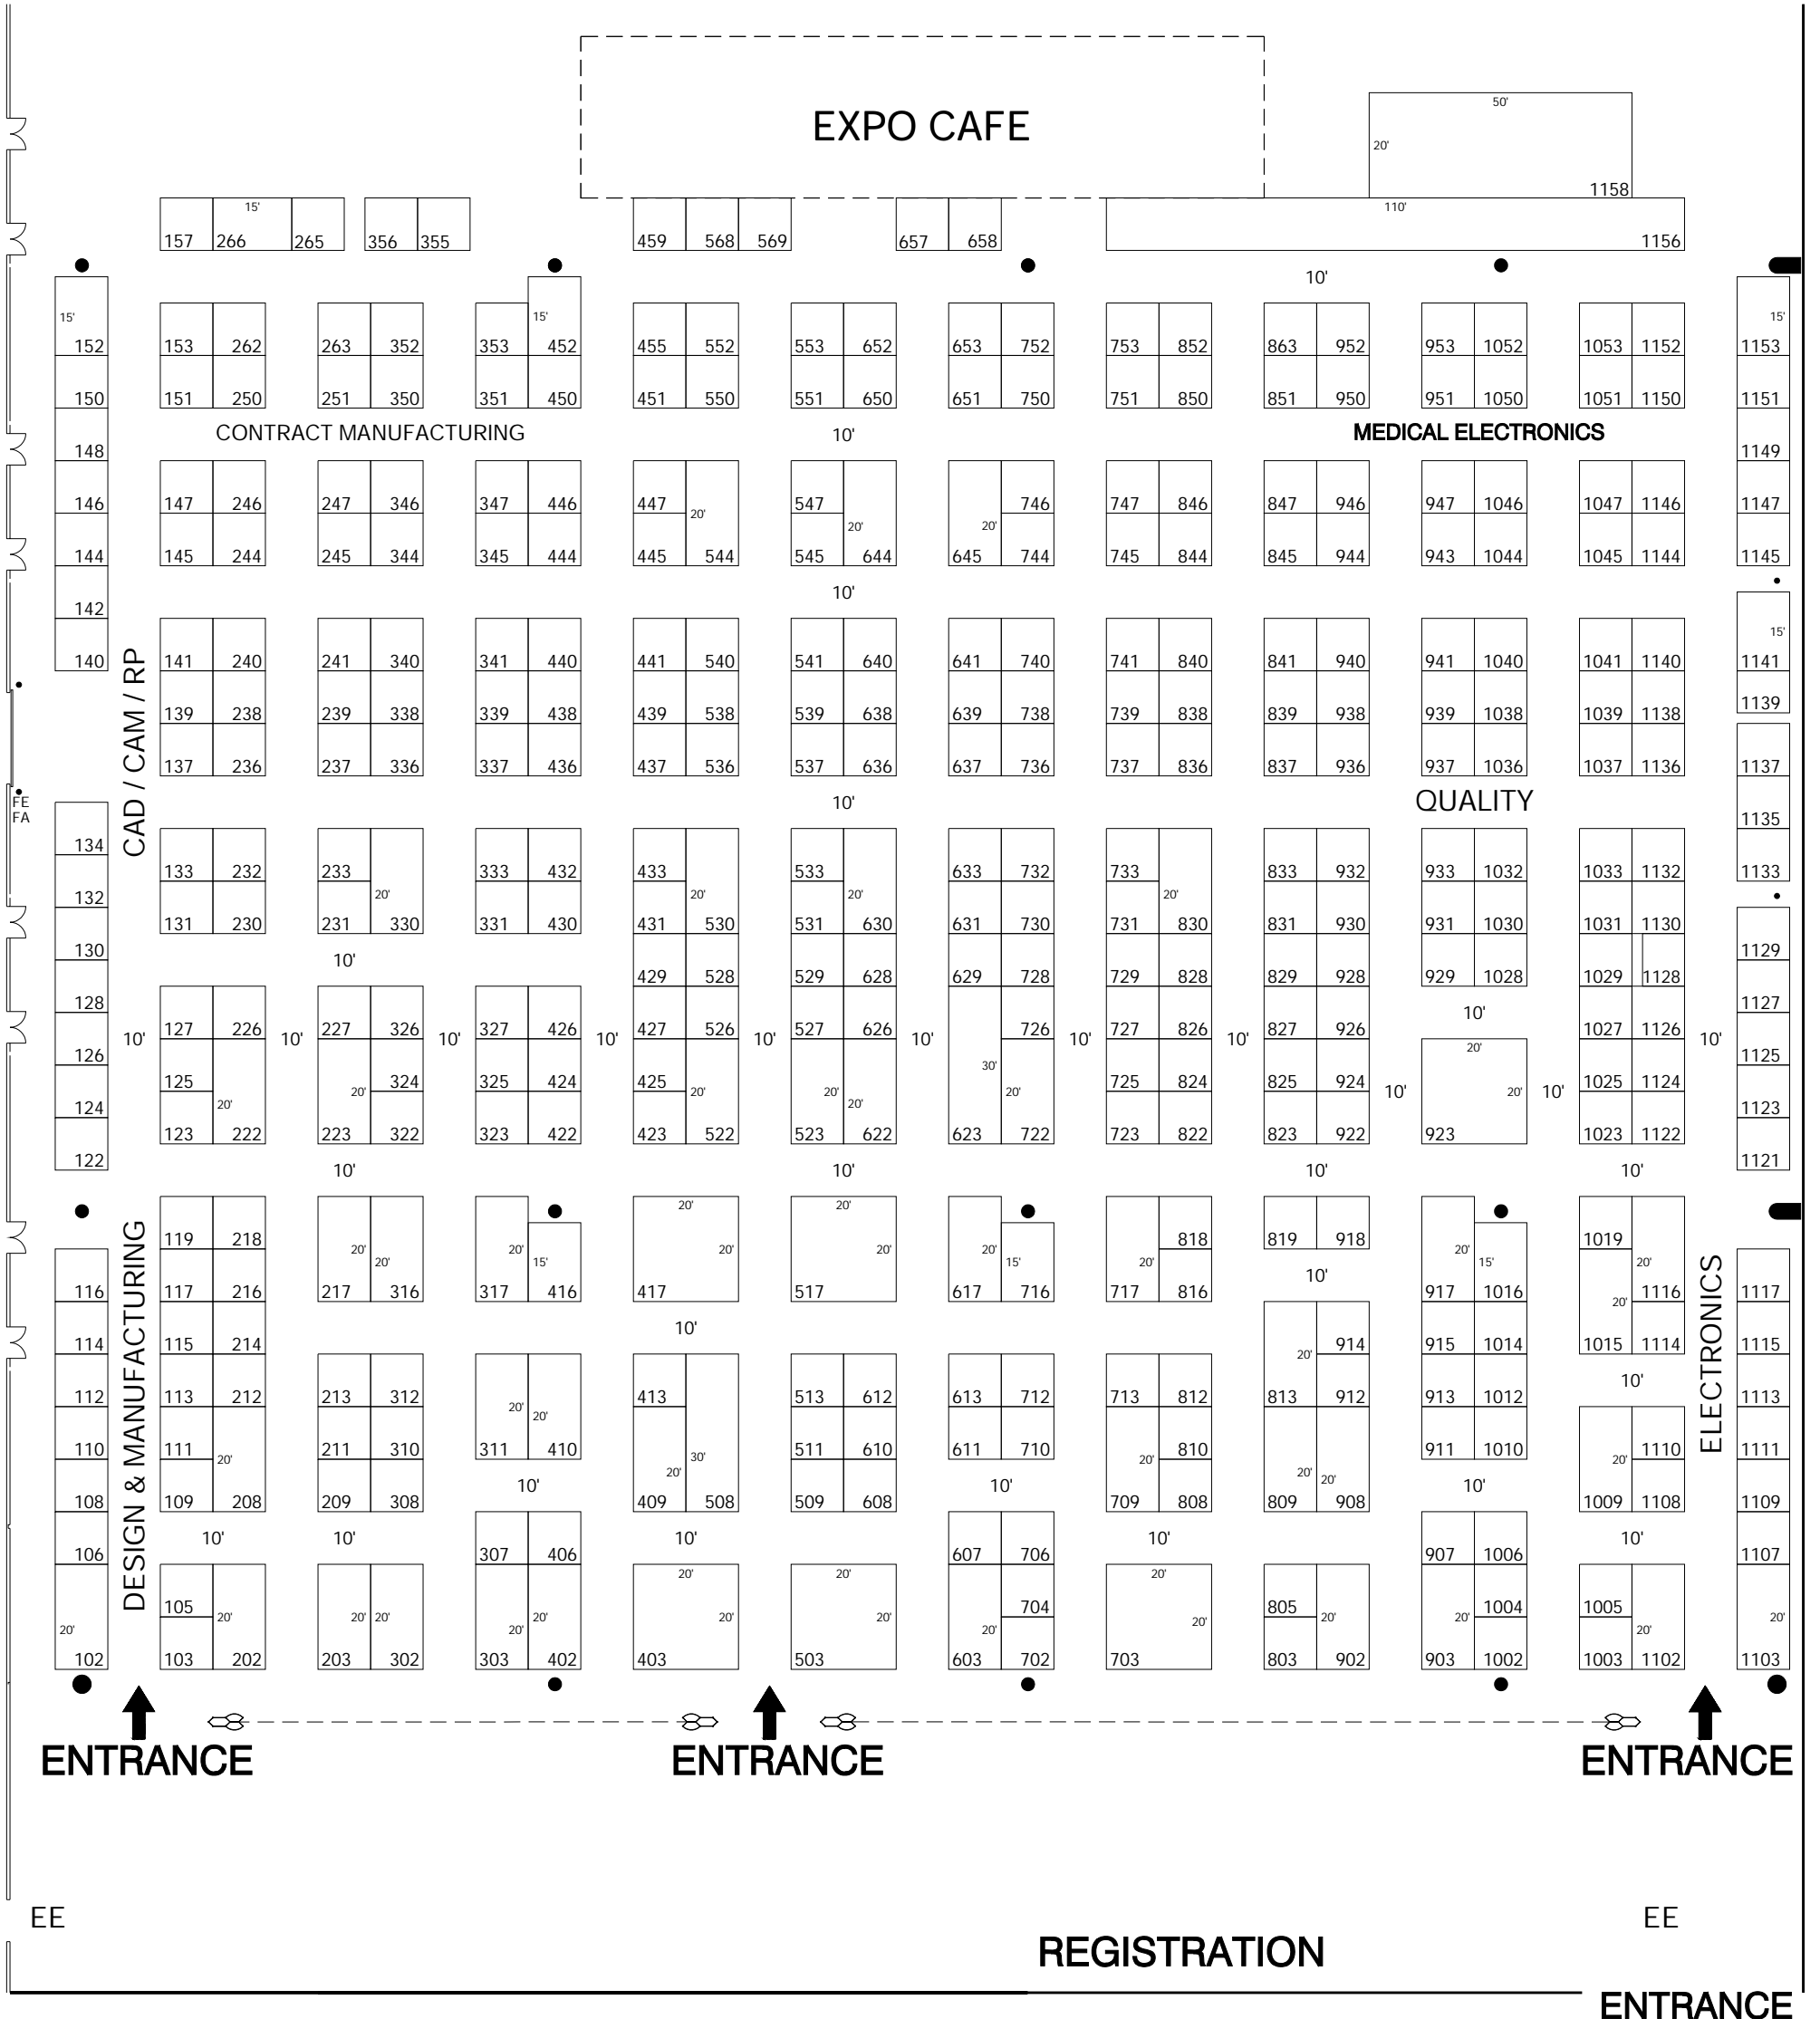 50'
EXPO CAFE
20'
1158
15' 110'
157 266 265 356 355 459 568 569 657 658 1156
10'
15' 15' 15'
152 153 262 263 352 353 452 455 552 553 652 653 752 753 852 863 952 953 1052 1053 1152 1153
150 151 250 251 350 351 450 451 550 551 650 651 750 751 850 851 950 951 1050 1051 1150 1151
CONTRACT MANUFACTURING 10' MEDICAL ELECTRONICS
148 1149
146 147 246 247 346 347 446 447 547 746 747 846 847 946 947 1046 1047 1146 1147
20' 20' 20'
144 145 244 245 344 345 444 445 544 545 644 645 744 745 844 845 944 943 1044 1045 1144 1145
10'
142
15'
140 141 240 241 340 341 440 441 540 541 640 641 740 741 840 841 940 941 1040 1041 1140 1141
CAD / CAM / RP
1139
139 238 239 338 339 438 439 538 539 638 639 738 739 838 839 938 939 1038 1039 1138
137 236 237 336 337 436 437 536 537 636 637 736 737 836 837 936 937 1036 1037 1136 1137
FE 10' QUALITY
FA
1135
134
133 232 233 333 432 433 533 633 732 733 833 932 933 1032 1033 1132 1133
132 20' 20' 20' 20'
131 230 231 330 331 430 431 530 531 630 631 730 731 830 831 930 931 1030 1031 1130
130 10' 1129
429 528 529 628 629 728 729 828 829 928 929 1028 1029 1128
128 1127
10'
127 226 227 326 327 426 427 526 527 626 726 727 826 827 926 1027 1126
10' 10' 10' 10' 10' 10' 10' 10' 20' 10'
126 1125
30'
125 324 325 424 425 725 824 825 924 1025 1124
20' 20' 20' 20' 20' 10' 20' 10'
124 20' 20' 1123
123 222 223 322 323 422 423 522 523 622 623 722 723 822 823 922 923 1023 1122
122 10' 10' 10' 10' 1121
20' 20'
119 218 818 819 918 1019
20' 20' 20' 20' 20' 20' 20'
20' 15' 15' 20' 15' 20'
10'
116 117 216 217 316 317 416 417 517 617 716 717 816 917 1016 1116 1117
20'
DESIGN & MANUFACTURING
ELECTRONICS
10'
114 115 214 914 915 1014 1015 1114 1115
20'
10'
112 113 212 213 312 413 513 612 613 712 713 812 813 912 913 1012 1113
20' 20'
110 111 211 310 311 410 511 610 611 710 810 911 1010 1110 1111
20' 30' 20' 20'
20' 20' 20'
10' 10' 10'
108 109 208 209 308 409 508 509 608 709 808 809 908 1009 1108 1109
10' 10' 10' 10' 10'
106 307 406 607 706 907 1006 1107
20' 20' 20'
105 704 805 1004 1005
20' 20' 20' 20' 20' 20' 20' 20' 20' 20'
20' 20' 20' 20'
102 103 202 203 302 303 402 403 503 603 702 703 803 902 903 1002 1003 1102 1103
ENTRANCE ENTRANCE ENTRANCE
EE EE
REGISTRATION
ENTRANCE